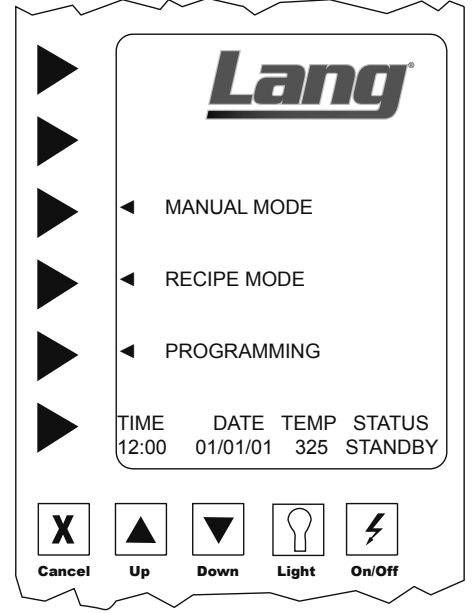 Lang®
MANUAL MODE
RECIPE MODE
PROGRAMMING
TIME DATE TEMP STATUS
12:00 01/01/01 325 STANDBY
X
Cancel Up Down Light On/Off